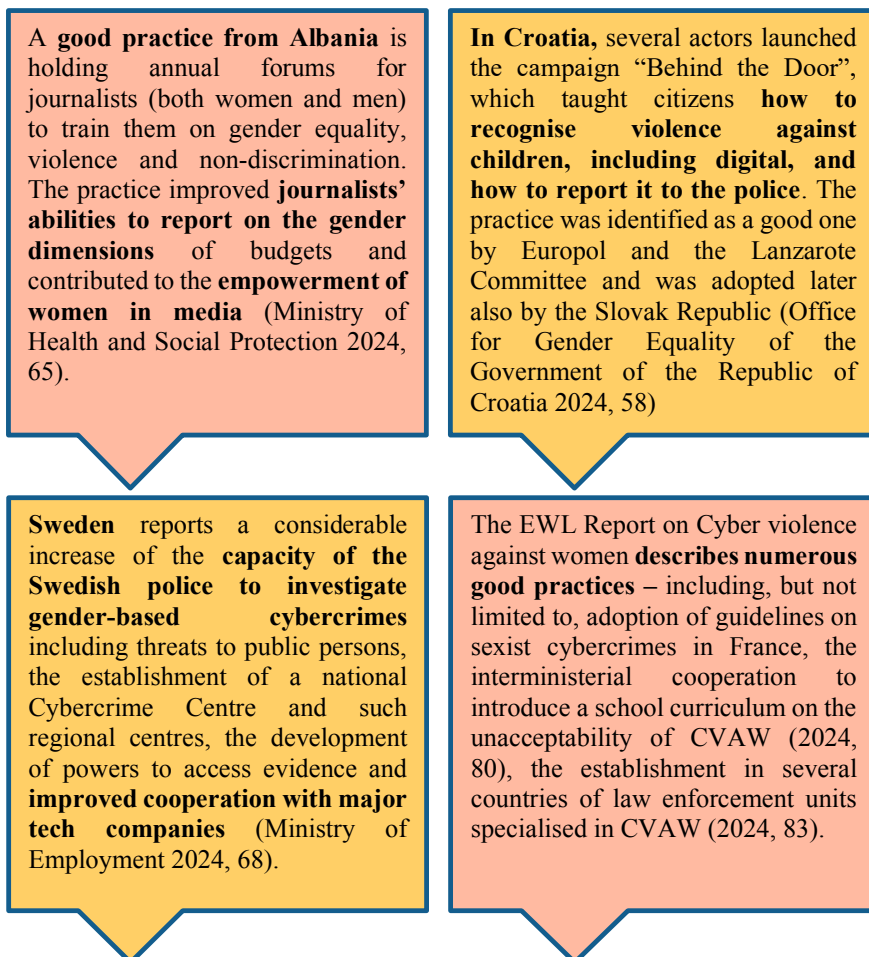 A good practice from Albania is
holding annual forums for
journalists (both women and men)
to train them on gender equality,
violence and non-discrimination.
The practice improved journalists’
abilities to report on the gender
dimensions of budgets and
contributed to the empowerment of
women in media (Ministry of
Health and Social Protection 2024,
65).
In Croatia, several actors launched
the campaign “Behind the Door”,
which taught citizens how to
recognise violence against
children, including digital, and
how to report it to the police. The
practice was identified as a good one
by Europol and the Lanzarote
Committee and was adopted later
also by the Slovak Republic (Office
for Gender Equality of the
Government of the Republic of
Croatia 2024, 58)
Sweden reports a considerable
increase of the capacity of the
Swedish police to investigate
gender-based cybercrimes
including threats to public persons,
the establishment of a national
Cybercrime Centre and such
regional centres, the development
of powers to access evidence and
improved cooperation with major
tech companies (Ministry of
Employment 2024, 68).
The EWL Report on Cyber violence
against women describes numerous
good practices – including, but not
limited to, adoption of guidelines on
sexist cybercrimes in France, the
interministerial cooperation to
introduce a school curriculum on the
unacceptability of CVAW (2024,
80), the establishment in several
countries of law enforcement units
specialised in CVAW (2024, 83).